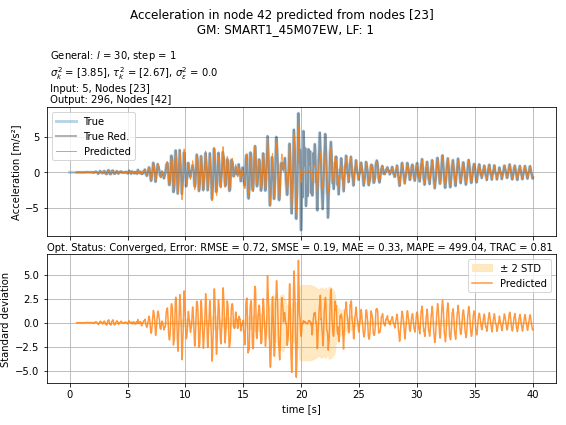 Acceleration in node 42 predicted from nodes [23]
GM: SMART1_45M07EW, LF: 1
General: l = 30, step = 1
σ²ₖ = [3.85], τ²ₖ = [2.67], σ²ε = 0.0
Input: 5, Nodes [23]
Output: 296, Nodes [42]
Acceleration [m/s²]
5
0
−5
True
True Red.
Predicted
Opt. Status: Converged, Error: RMSE = 0.72, SMSE = 0.19, MAE = 0.33, MAPE = 499.04, TRAC = 0.81
Standard deviation
5.0
2.5
0.0
−2.5
−5.0
± 2 STD
Predicted
0 5 10 15 20 25 30 35 40
time [s]